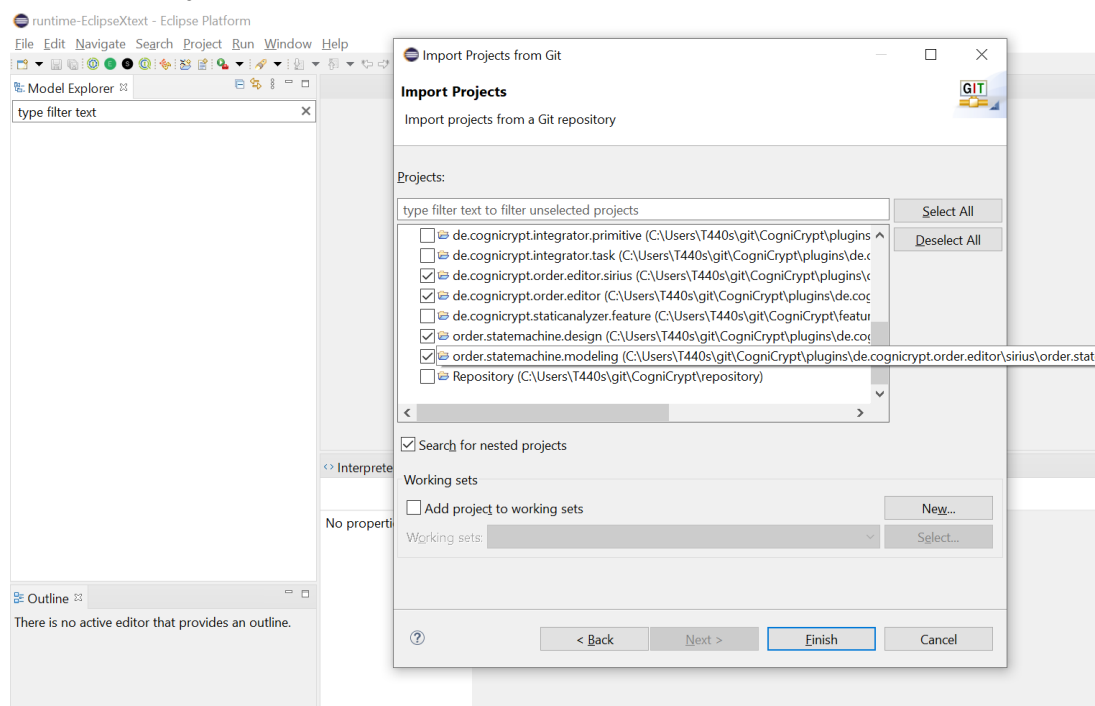 runtime-EclipseXtext - Eclipse Platform
File Edit Navigate Search Project Run Window Help
Model Explorer
type filter text
Import Projects from Git
Import Projects
GIT
Import projects from a Git repository
Projects:
type filter text to filter unselected projects
Select All
Deselect All
de.cognicrypt.integrator.primitive (C:\Users\T440s\git\CogniCrypt\plugins
de.cognicrypt.integrator.task (C:\Users\T440s\git\CogniCrypt\plugins\de.c
de.cognicrypt.order.editor.sirius (C:\Users\T440s\git\CogniCrypt\plugins\c
de.cognicrypt.order.editor (C:\Users\T440s\git\CogniCrypt\plugins\de.cog
de.cognicrypt.staticanalyzer.feature (C:\Users\T440s\git\CogniCrypt\featur
order.statemachine.design (C:\Users\T440s\git\CogniCrypt\plugins\de.cog
order.statemachine.modeling (C:\Users\T440s\git\CogniCrypt\plugins\de.cognicrypt.order.editor\sirius\order.stat
Repository (C:\Users\T440s\git\CogniCrypt\repository)
Search for nested projects
Working sets
Add project to working sets
New...
Working sets:
Select...
< Back
Next >
Finish
Cancel
Interprete
No properti
Outline
There is no active editor that provides an outline.